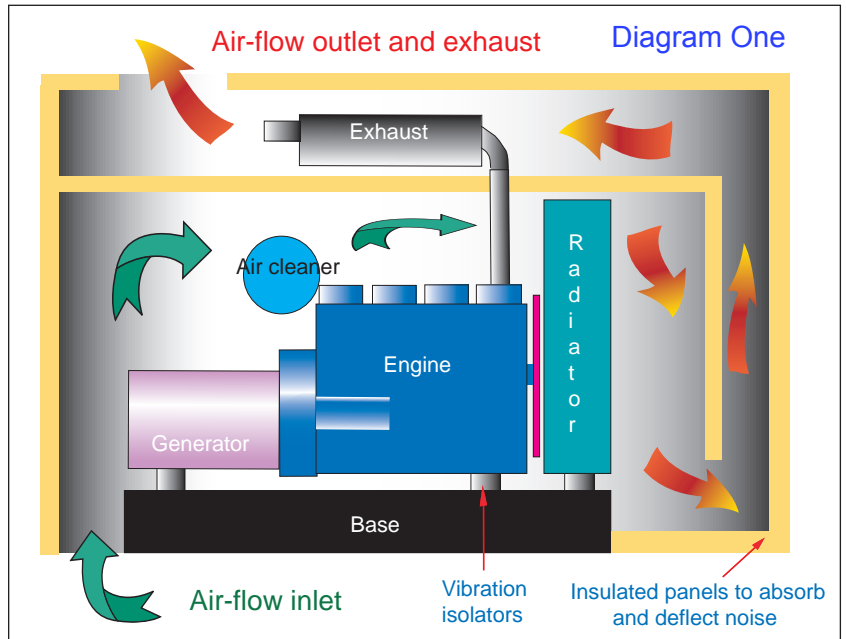 Air-flow outlet and exhaust
Diagram One
Exhaust
Air cleaner
Radiator
Engine
Generator
Base
Air-flow inlet
Vibration
isolators
Insulated panels to absorb
and deflect noise